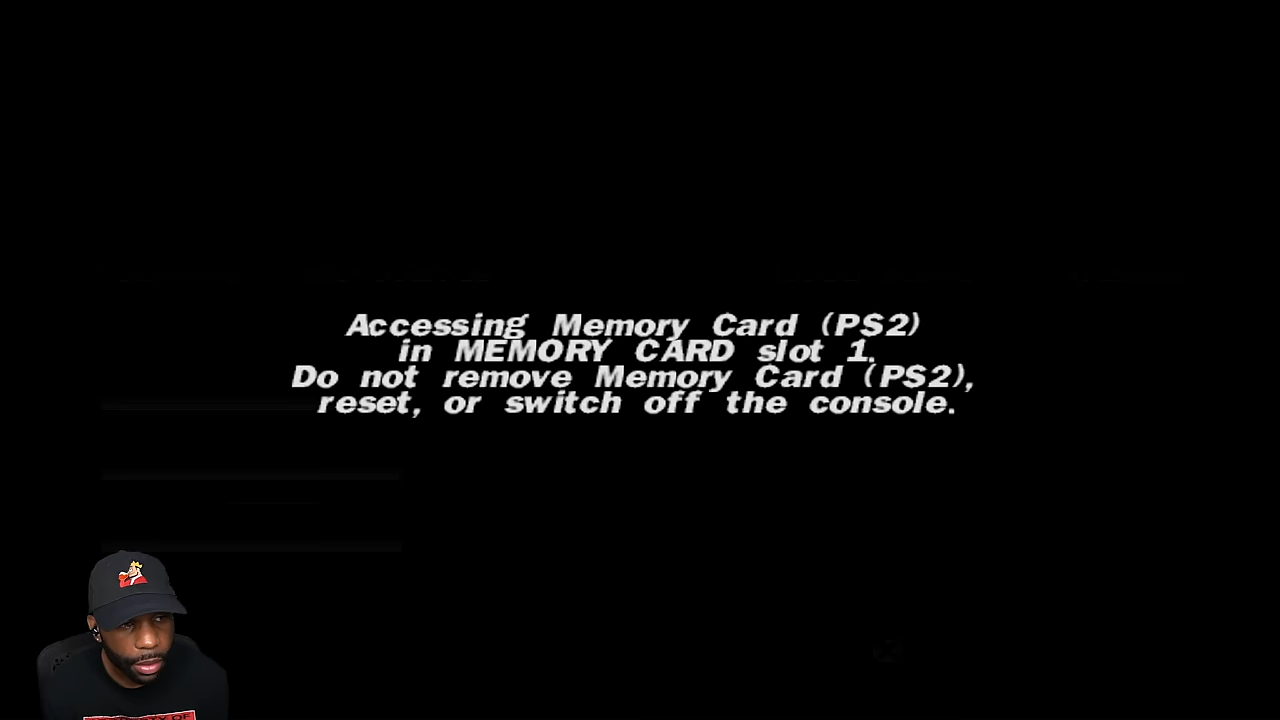 Accessing Memory Card (PS2)
in MEMORY CARD slot 1.
Do not remove Memory Card (PS2),
reset, or switch off the console.